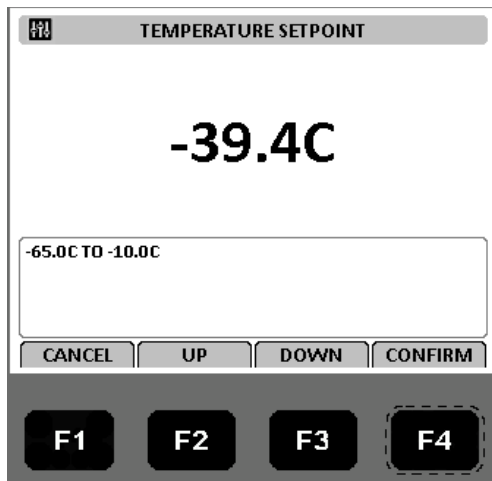 TEMPERATURE SETPOINT
-39.4C
-65.0C TO -10.0C
CANCEL UP DOWN CONFIRM
F1 F2 F3 F4